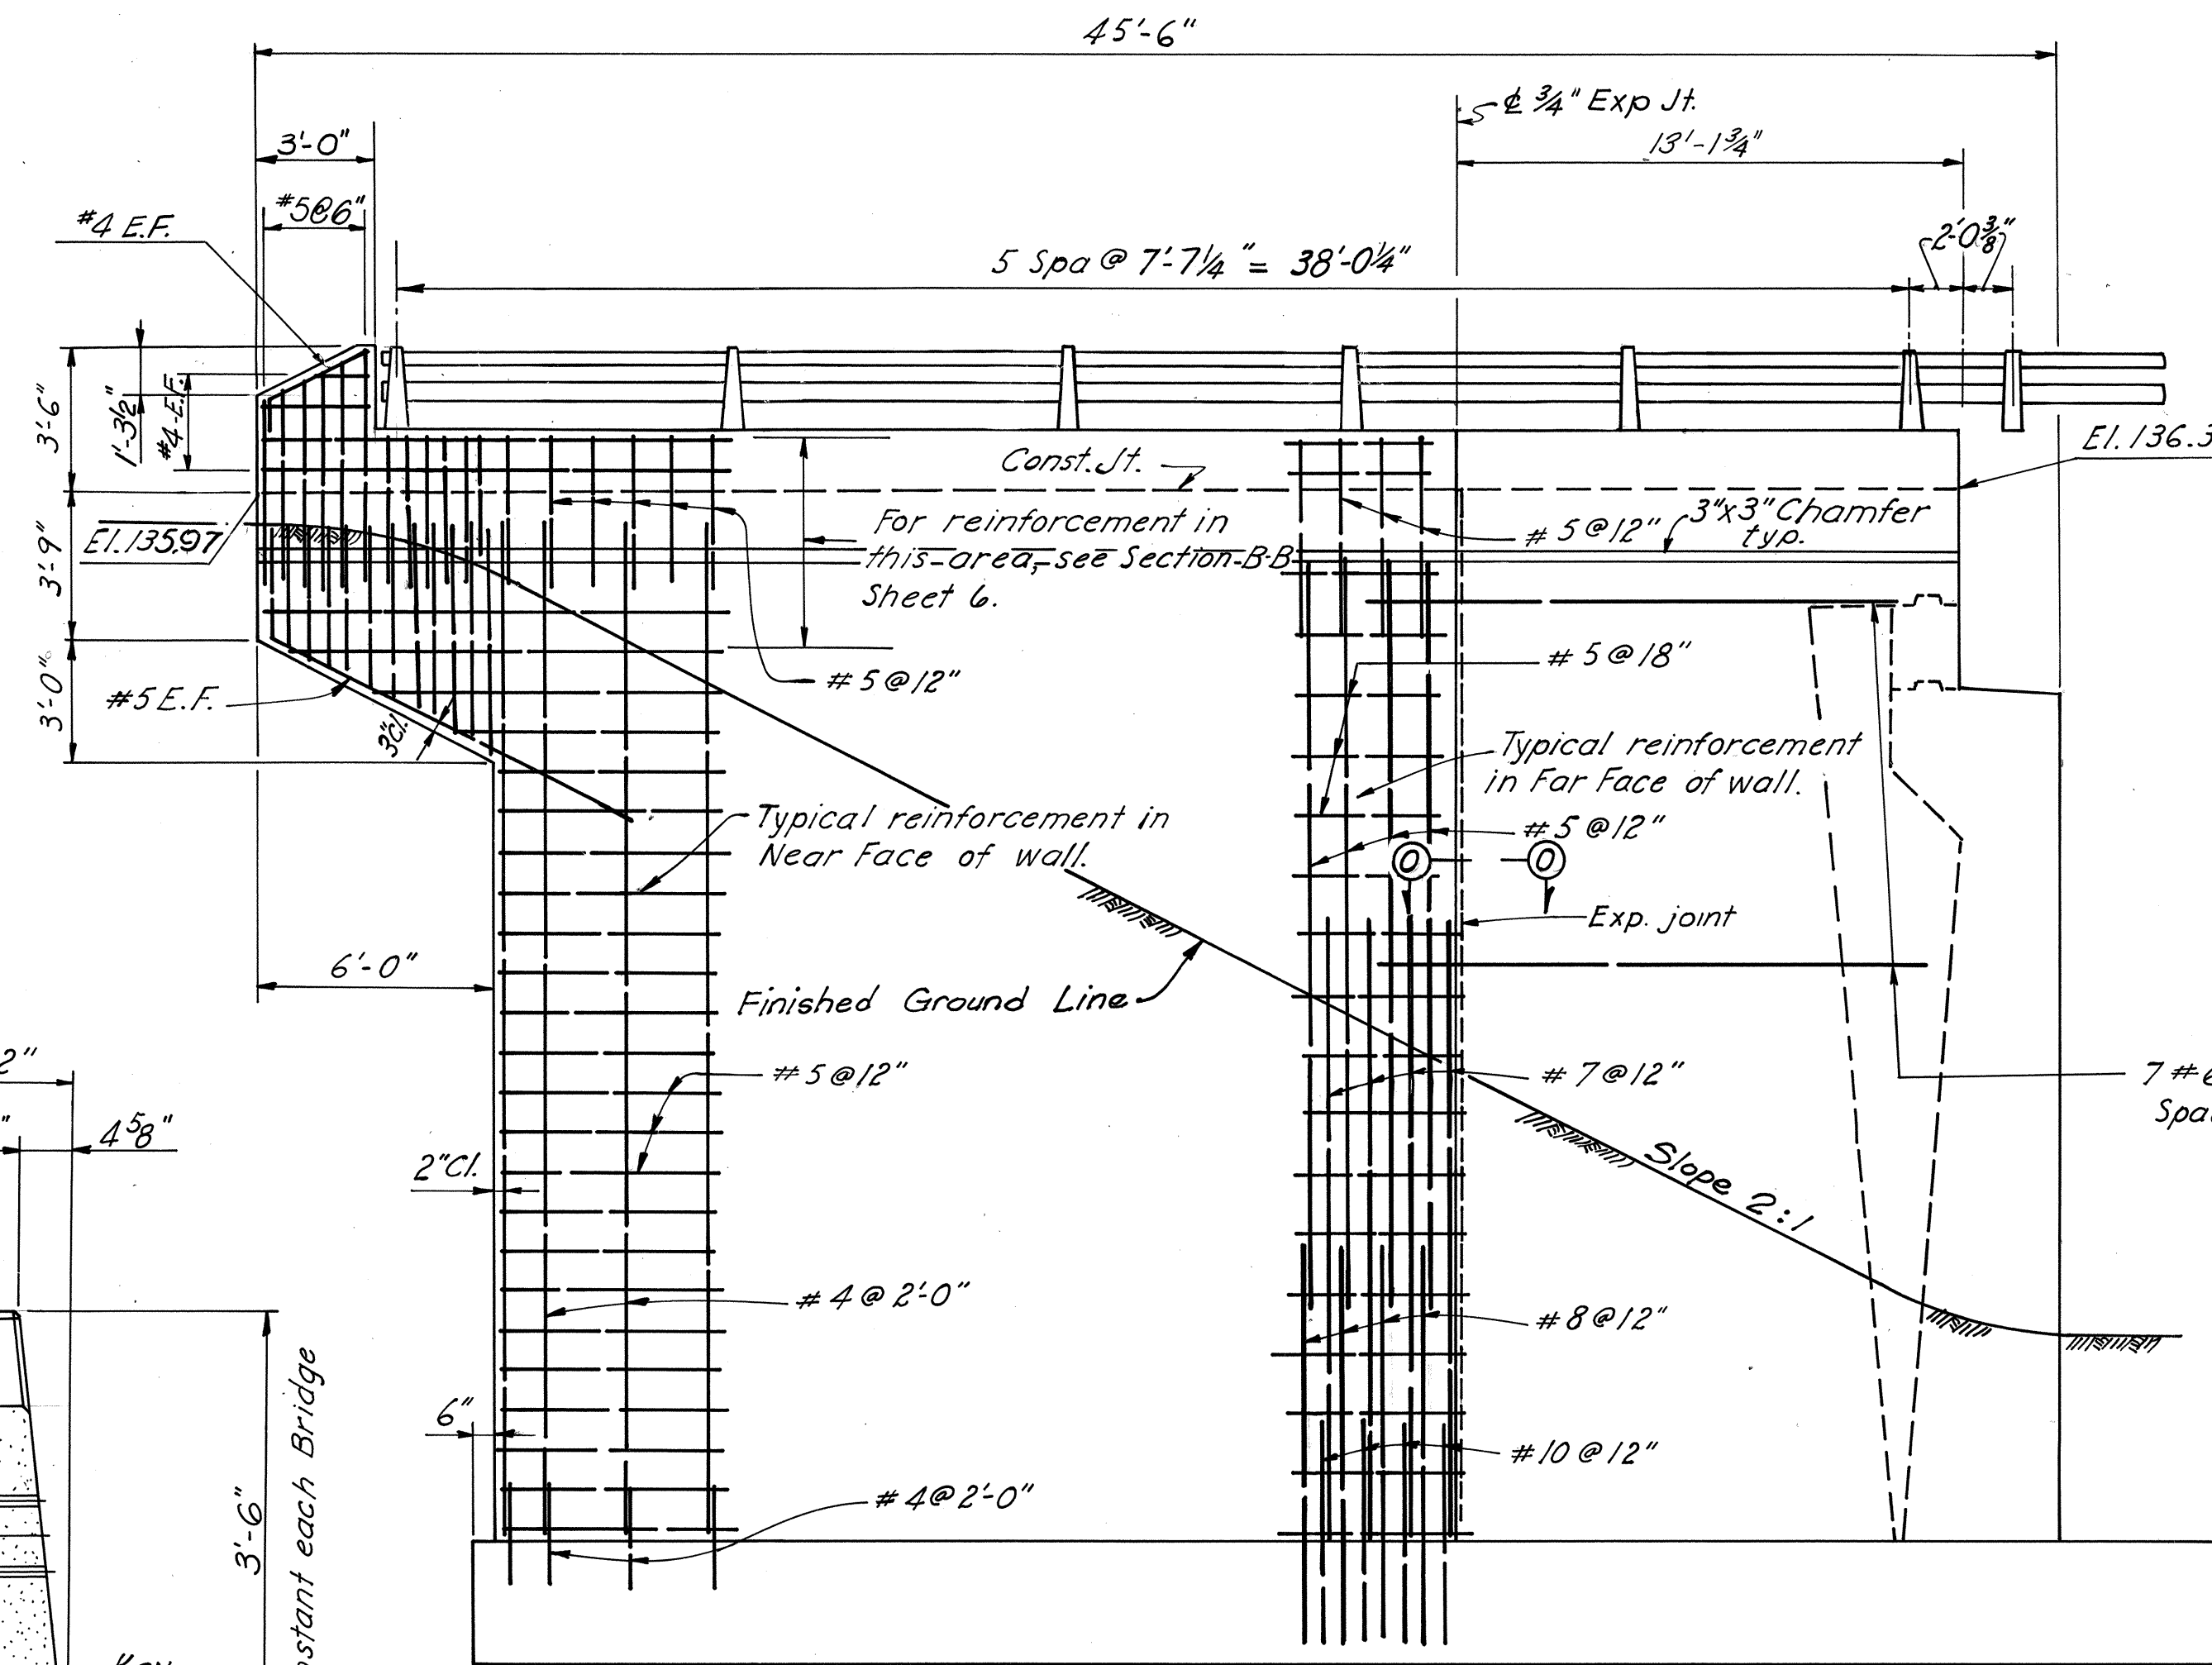 45'-6"
℄ 3/4" Exp Jt.
13'-1 3/4"
3'-0"
#5@6"
#4 E.F.
2'-0 3/8"
5 Spa @ 7'-7 1/4" = 38'-0 1/4"
3'-6"
1'-3 1/2"
#4-E.F.
El. 136.3
Const. Jt.
3"x3" Chamfer
typ.
El. 135.97
For reinforcement in
this area, see Section B-B
Sheet 6.
# 5 @ 12"
3'-9"
# 5 @ 18"
# 5 @ 12"
#5 E.F.
3'-0"
3" Cl.
Typical reinforcement
in Far Face of wall.
Typical reinforcement in
Near Face of wall.
# 5 @ 12"
O O
Exp. joint
6'-0"
Finished Ground Line
2"
# 5 @ 12"
# 7 @ 12"
7 #6
Spa
"
4 5/8"
2" Cl.
Slope 2:1
# 4 @ 2'-0"
# 8 @ 12"
6"
# 10 @ 12"
# 4 @ 2'-0"
3'-6"
stant each Bridge